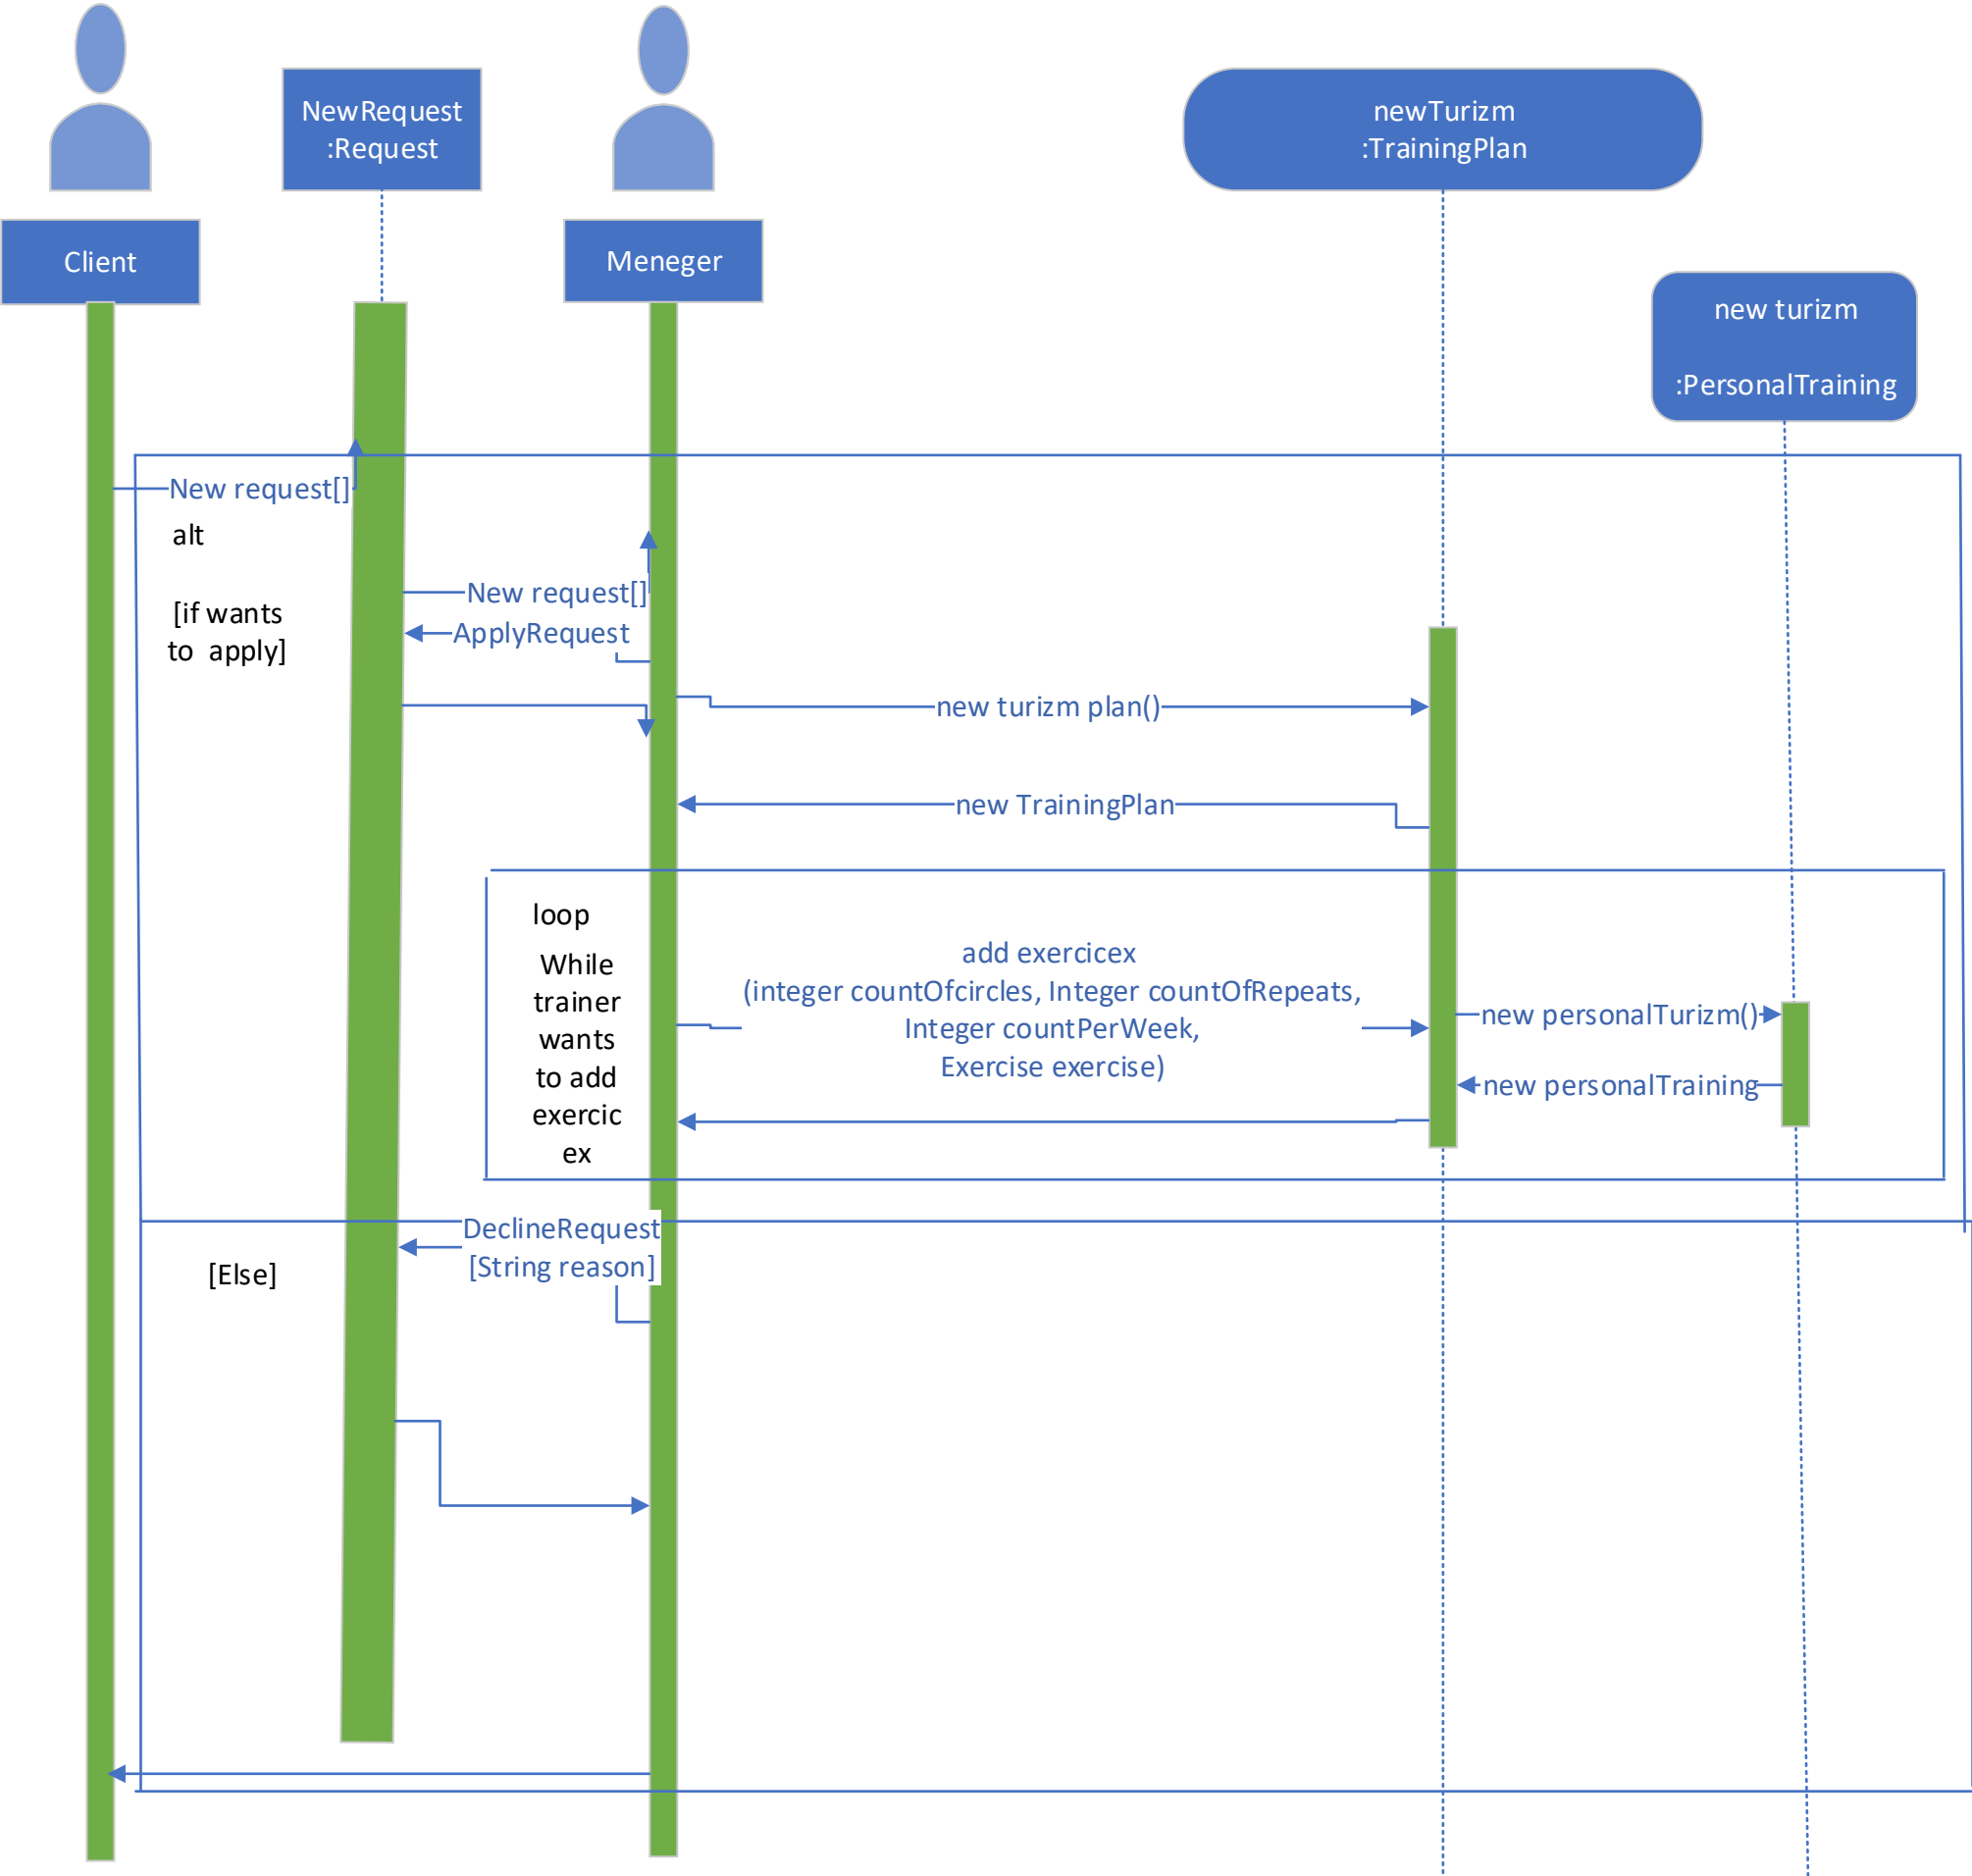 NewRequest
:Request
newTurizm
:TrainingPlan
Client
Meneger
new turizm
:PersonalTraining
New request[]
alt
New request[]
[if wants
to apply]
ApplyRequest
new turizm plan()
new TrainingPlan
loop
While
trainer
wants
to add
exercic
ex
add exercicex
(integer countOfcircles, Integer countOfRepeats,
Integer countPerWeek,
Exercise exercise)
new personalTurizm()
new personalTraining
DeclineRequest
[String reason]
[Else]